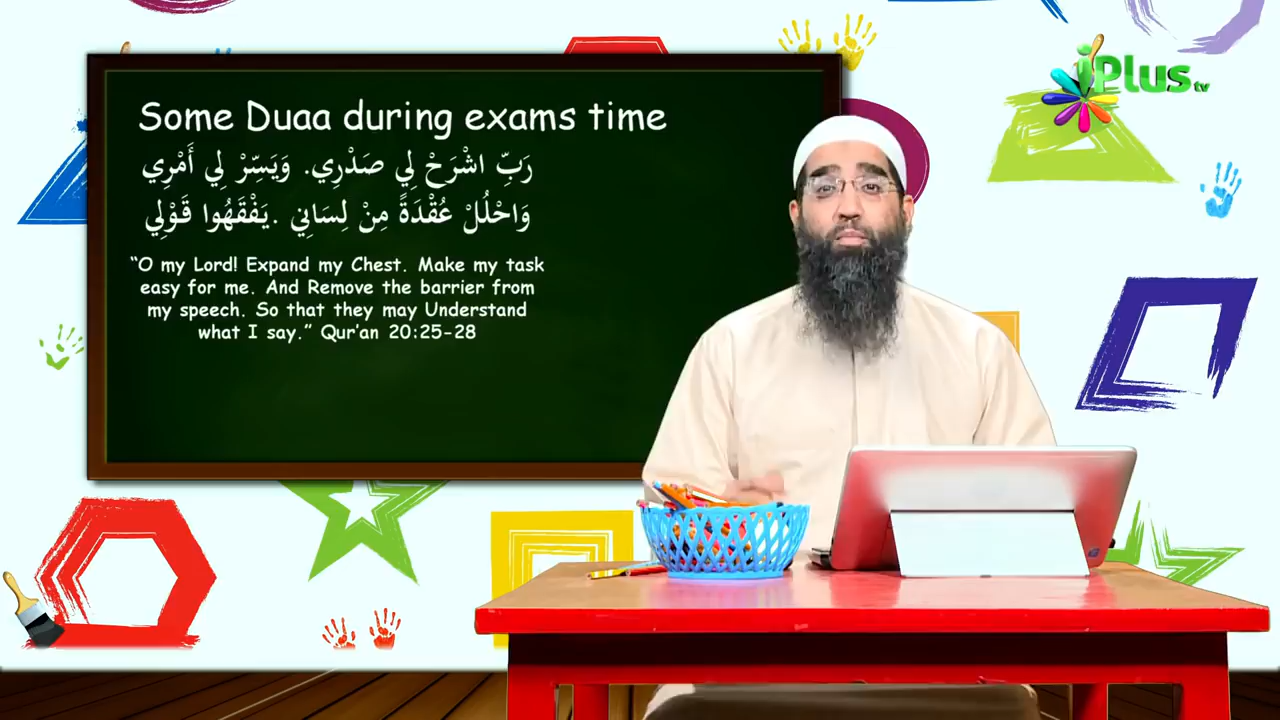 iPlus tv
Some Duaa during exams time
رَبِّ اشْرَحْ لِي صَدْرِي. وَيَسِّرْ لِي أَمْرِي
وَاحْلُلْ عُقْدَةً مِنْ لِسَانِي .يَفْقَهُوا قَوْلِي
“O my Lord! Expand my Chest. Make my task
easy for me. And Remove the barrier from
my speech. So that they may Understand
what I say.” Qur’an 20:25-28